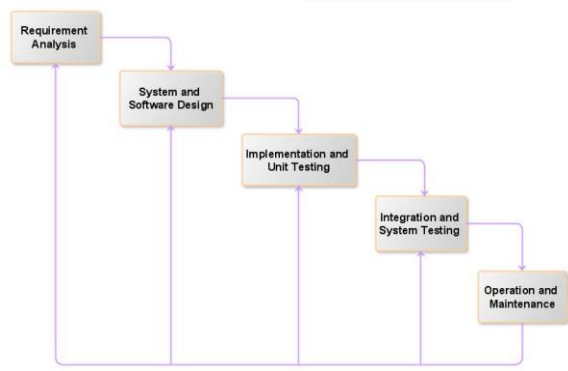 Requirement
Analysis
System and
Software Design
Implementation and
Unit Testing
Integration and
System Testing
Operation and
Maintenance